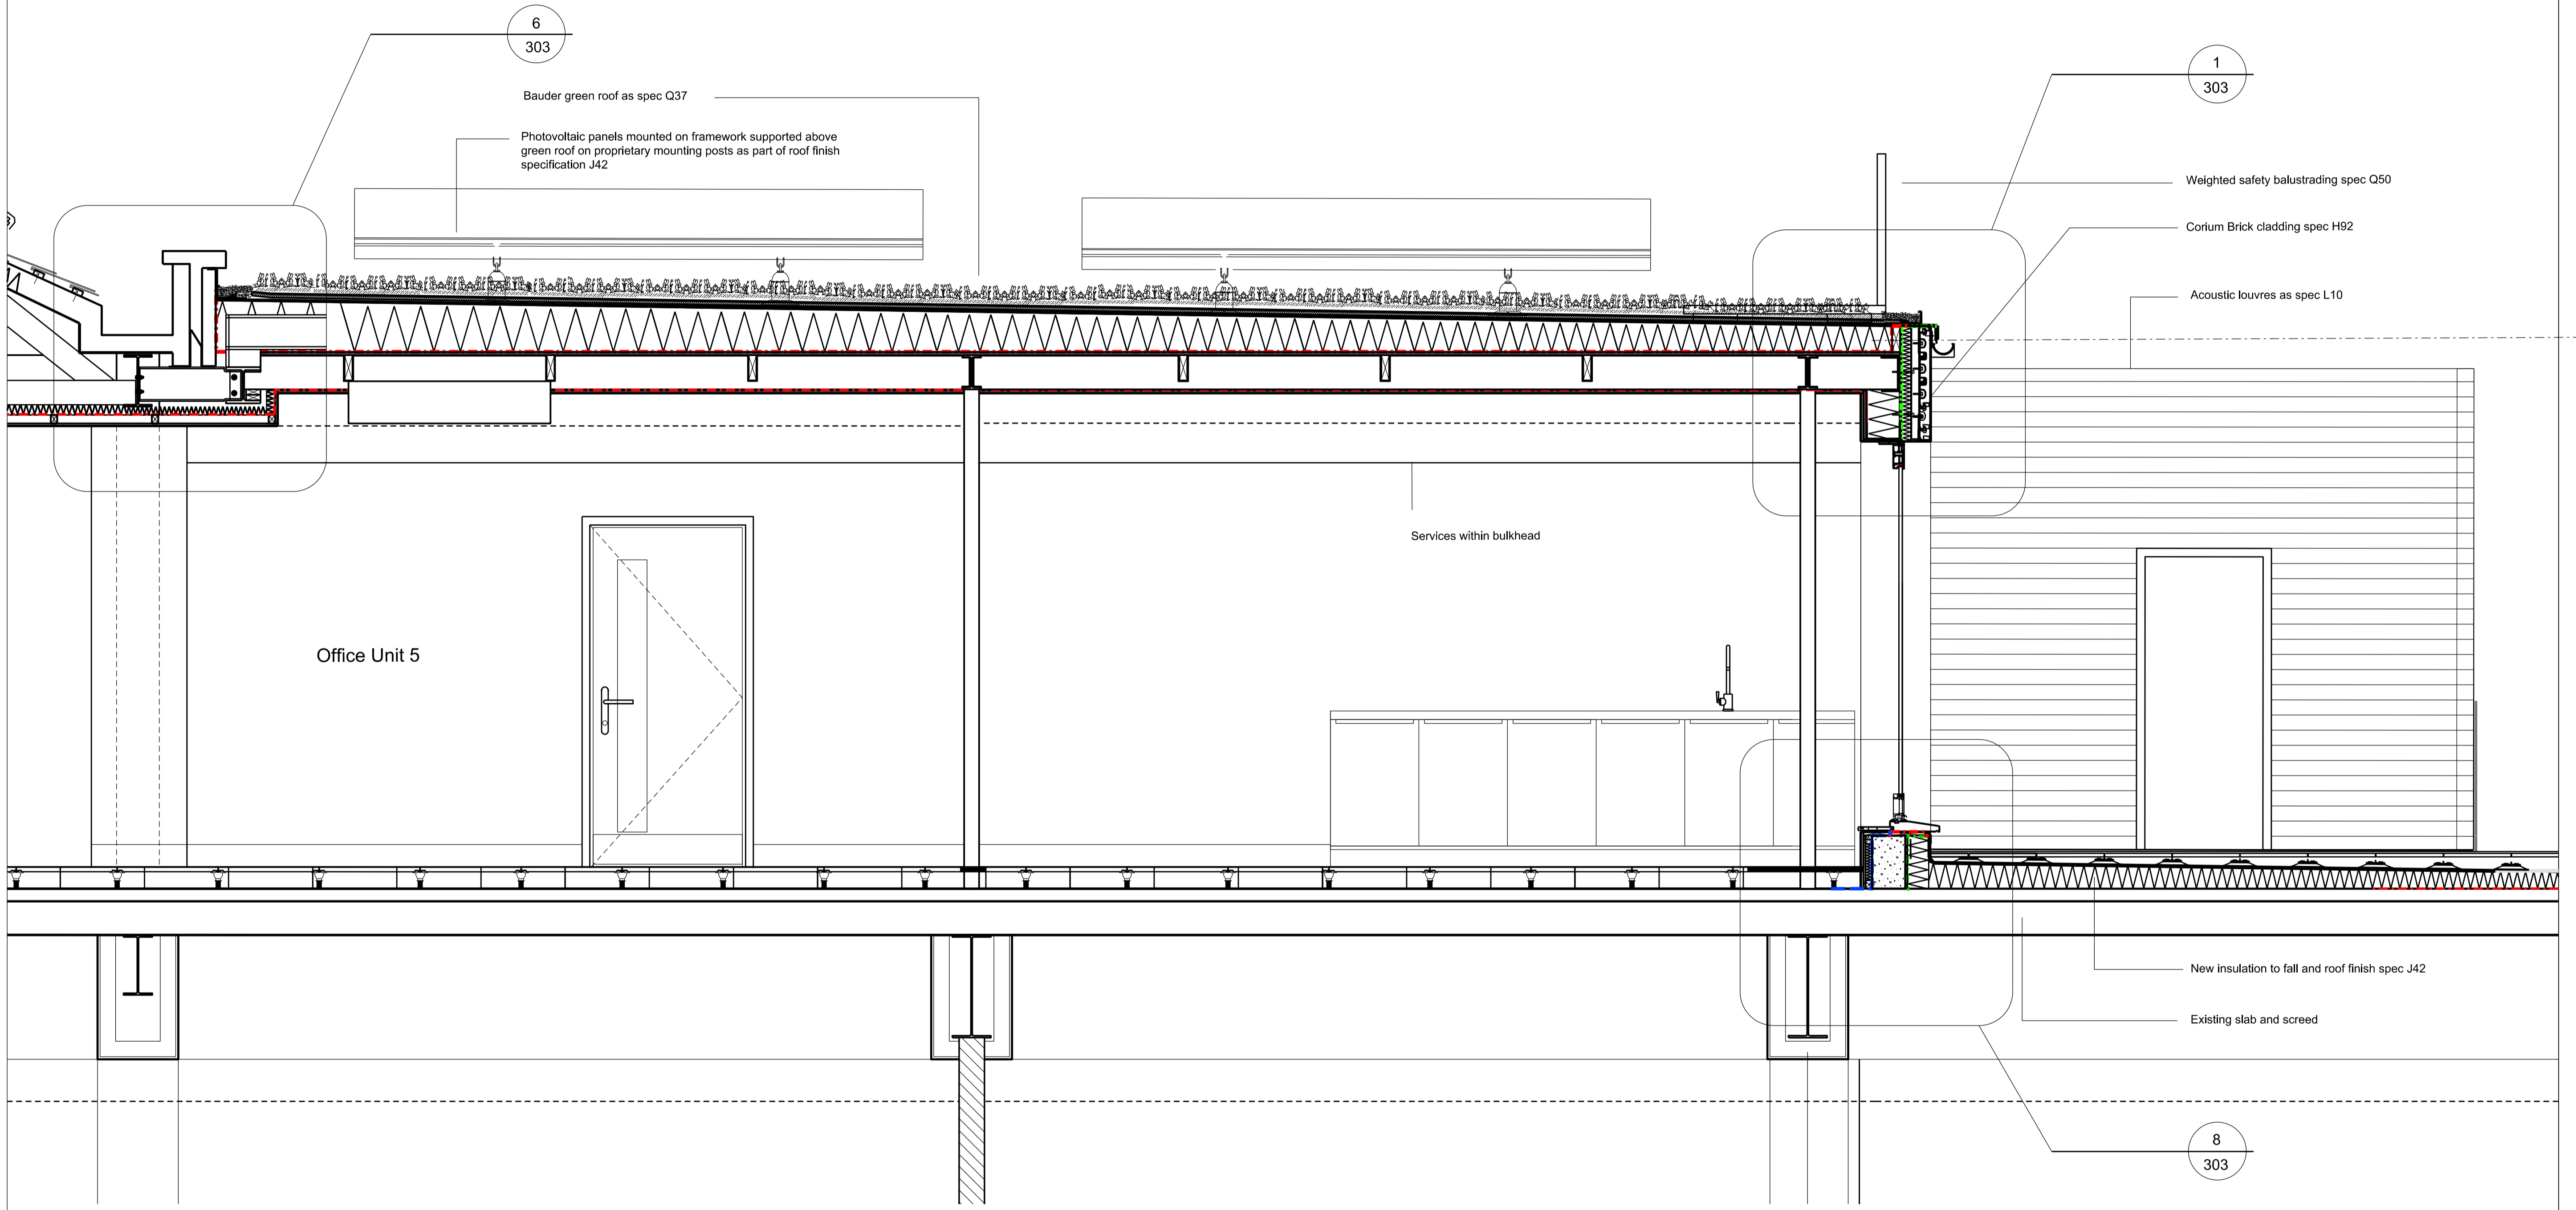 6
303
1
303
Bauder green roof as spec Q37
Photovoltaic panels mounted on framework supported above
green roof on proprietary mounting posts as part of roof finish
specification J42
Weighted safety balustrading spec Q50
Corium Brick cladding spec H92
Acoustic louvres as spec L10
Services within bulkhead
Office Unit 5
New insulation to fall and roof finish spec J42
Existing slab and screed
8
303